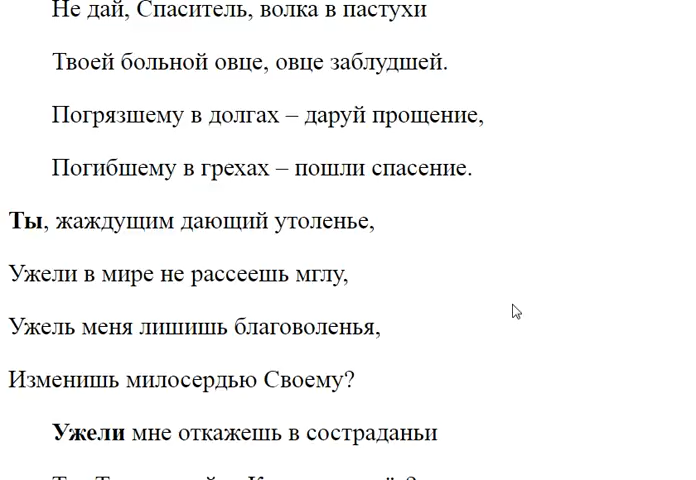 Не дай, Спаситель, волка в пастухи
Твоей больной овце, овце заблудшей.
Погрязшему в долгах – даруй прощение,
Погибшему в грехах – пошли спасение.
Ты, жаждущим дающий утоленье,
Ужели в мире не рассеешь мглу,
Ужель меня лишишь благоволенья,
Изменишь милосердью Своему?
Ужели мне откажешь в состраданьи